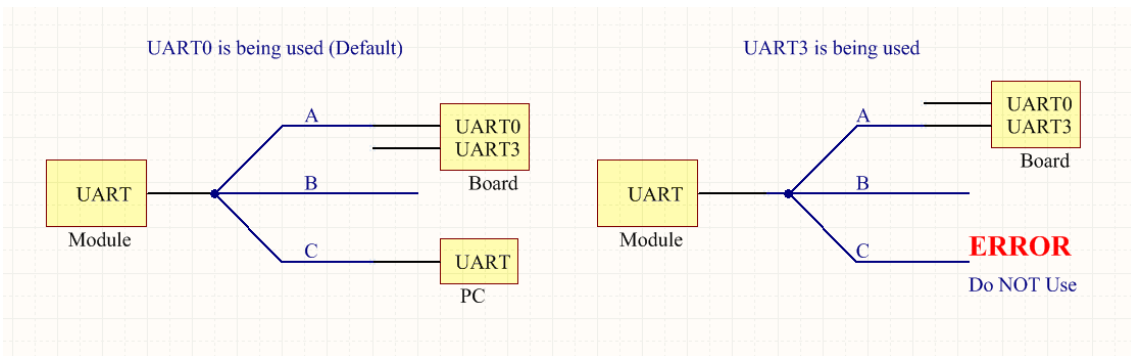 UART0 is being used (Default)
A
UART0
UART3
Board
UART
Module
B
C
UART
PC
UART3 is being used
A
UART0
UART3
Board
UART
Module
B
C
ERROR
Do NOT Use